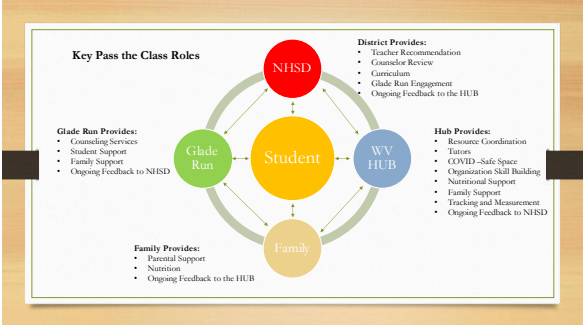 Key Pass the Class Roles
District Provides:
• Teacher Recommendation
• Counselor Review
• Curriculum
• Glade Run Engagement
• Ongoing Feedback to the HUB
NHSD
Glade Run Provides:
• Counseling Services
• Student Support
• Family Support
• Ongoing Feedback to NHSD
Glade
Run
Student
WV
HUB
Hub Provides:
• Resource Coordination
• Tutors
• COVID –Safe Space
• Organization Skill Building
• Nutritional Support
• Family Support
• Tracking and Measurement
• Ongoing Feedback to NHSD
Family
Family Provides:
• Parental Support
• Nutrition
• Ongoing Feedback to the HUB